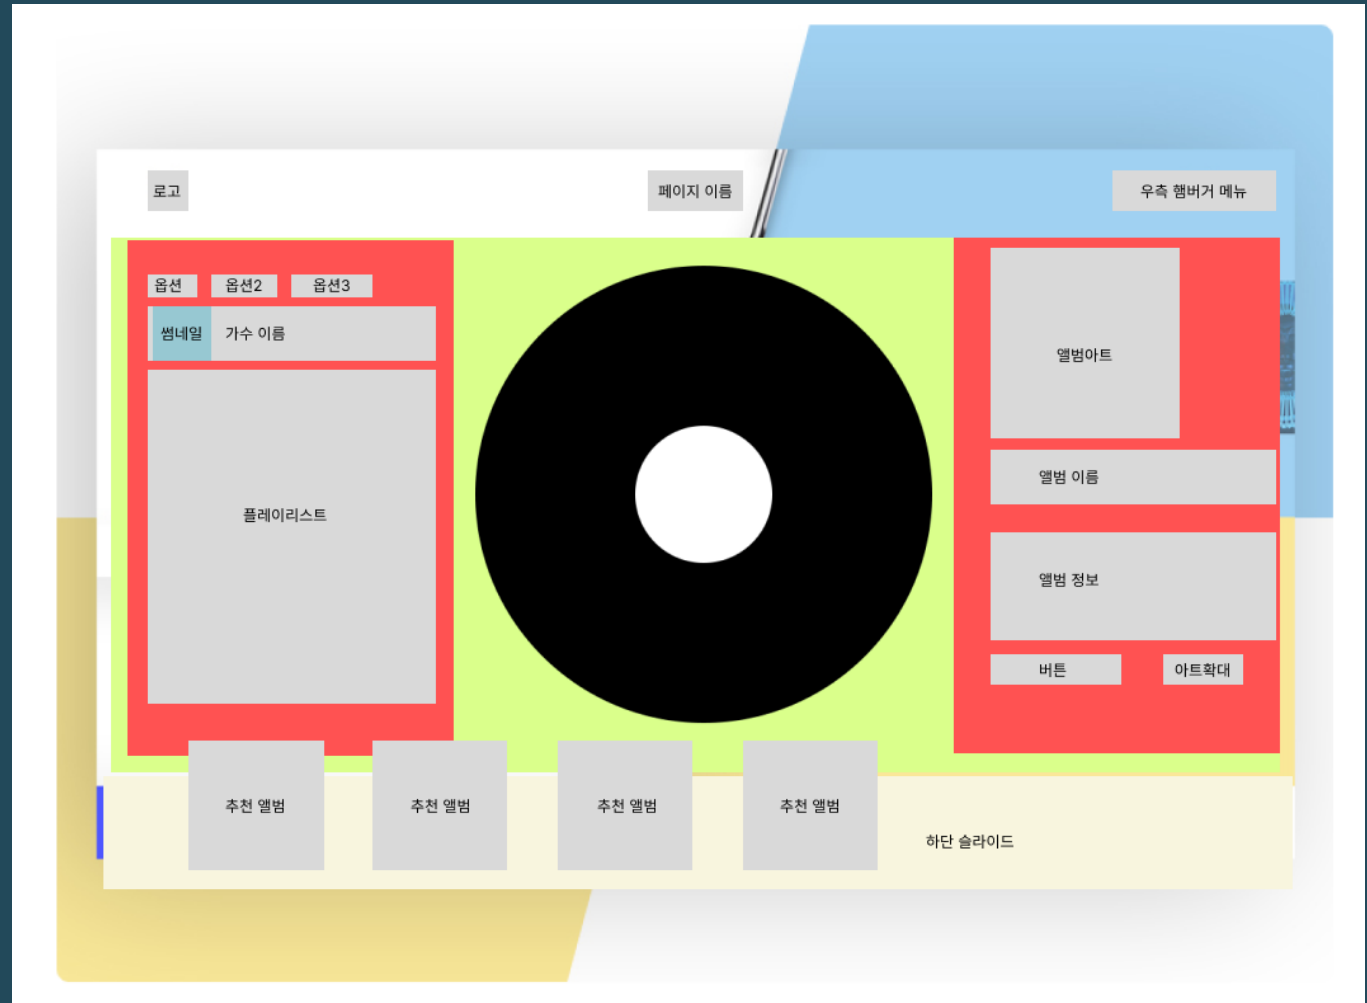 로고
페이지 이름
우측 햄버거 메뉴
옵션
옵션2
옵션3
썸네일
가수 이름
플레이리스트
앨범아트
앨범 이름
앨범 정보
버튼
아트확대
추천 앨범
추천 앨범
추천 앨범
추천 앨범
하단 슬라이드